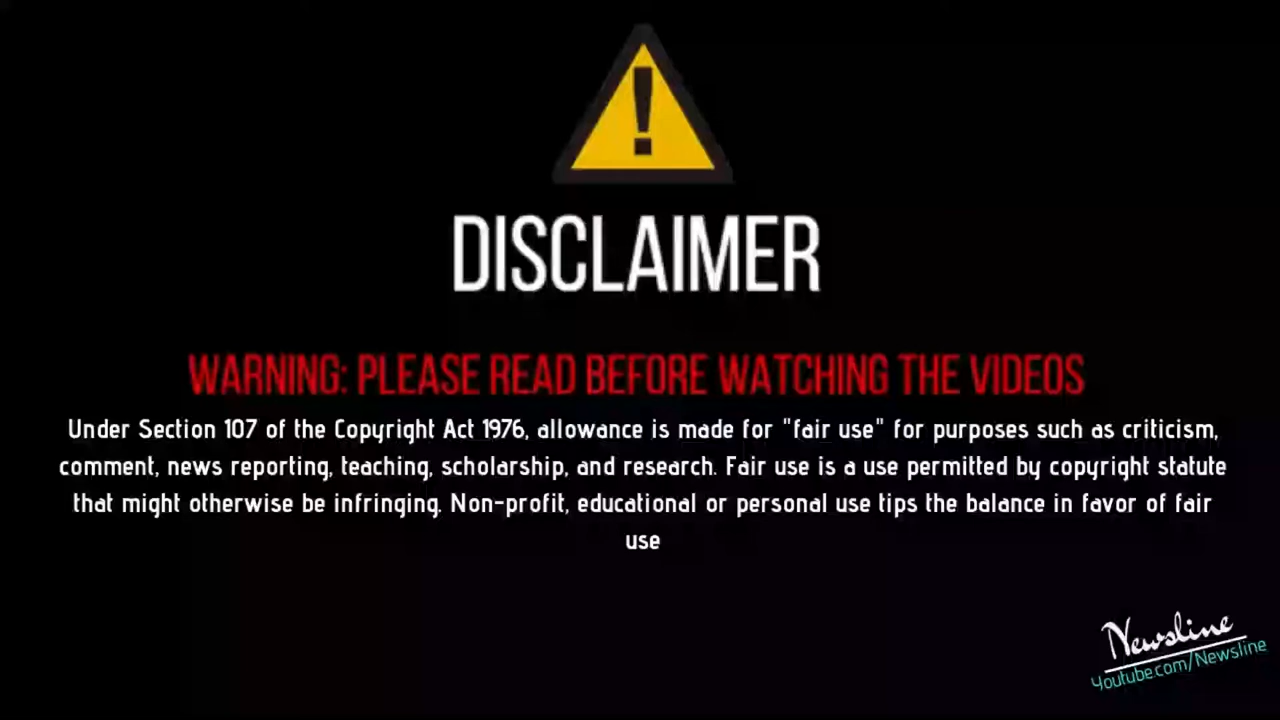 DISCLAIMER
WARNING: PLEASE READ BEFORE WATCHING THE VIDEOS
Under Section 107 of the Copyright Act 1976, allowance is made for "fair use" for purposes such as criticism,
comment, news reporting, teaching, scholarship, and research. Fair use is a use permitted by copyright statute
that might otherwise be infringing. Non-profit, educational or personal use tips the balance in favor of fair
use
Newsline
Youtube.com/Newsline